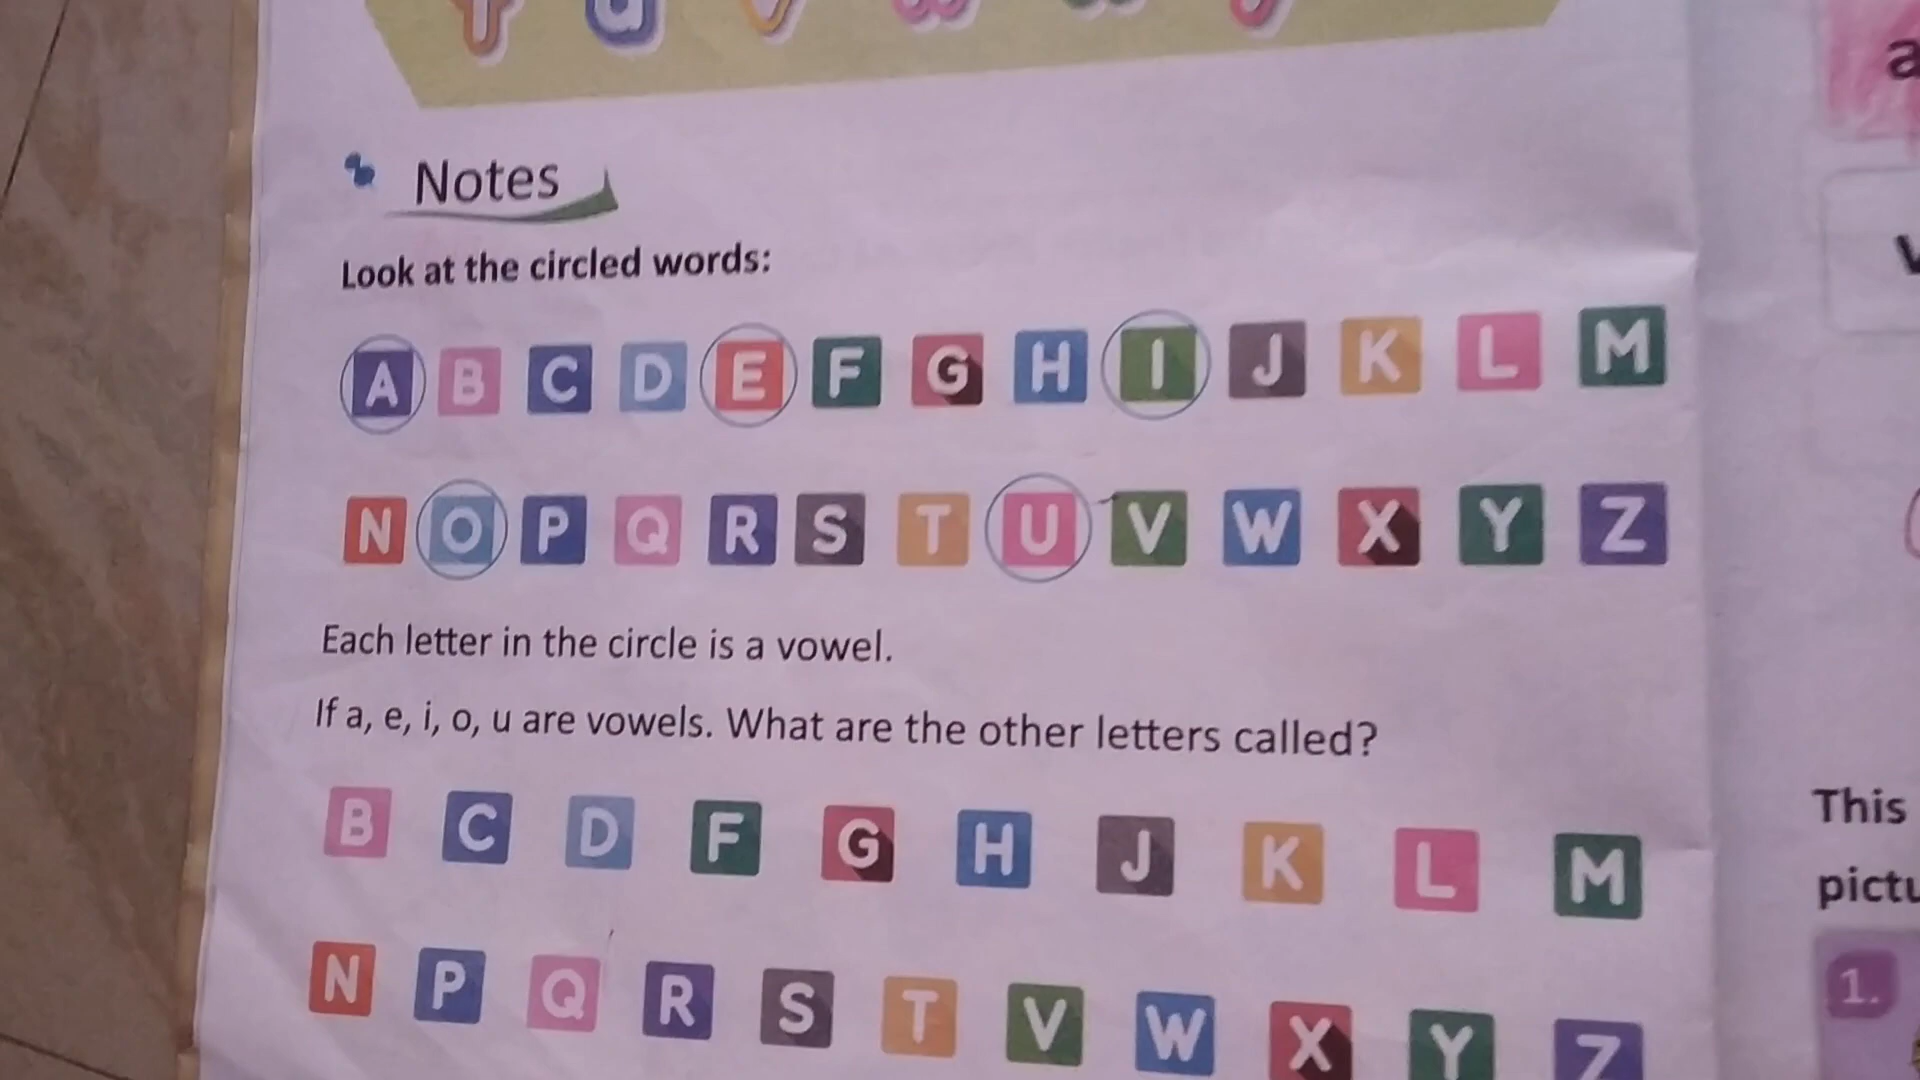 Notes
Look at the circled words:
A B C D E F G H I J K L M
N O P Q R S T U V W X Y Z
Each letter in the circle is a vowel.
If a, e, i, o, u are vowels. What are the other letters called?
B C D F G H J K L M
N P Q R S T V W X Y Z
a
This
1.